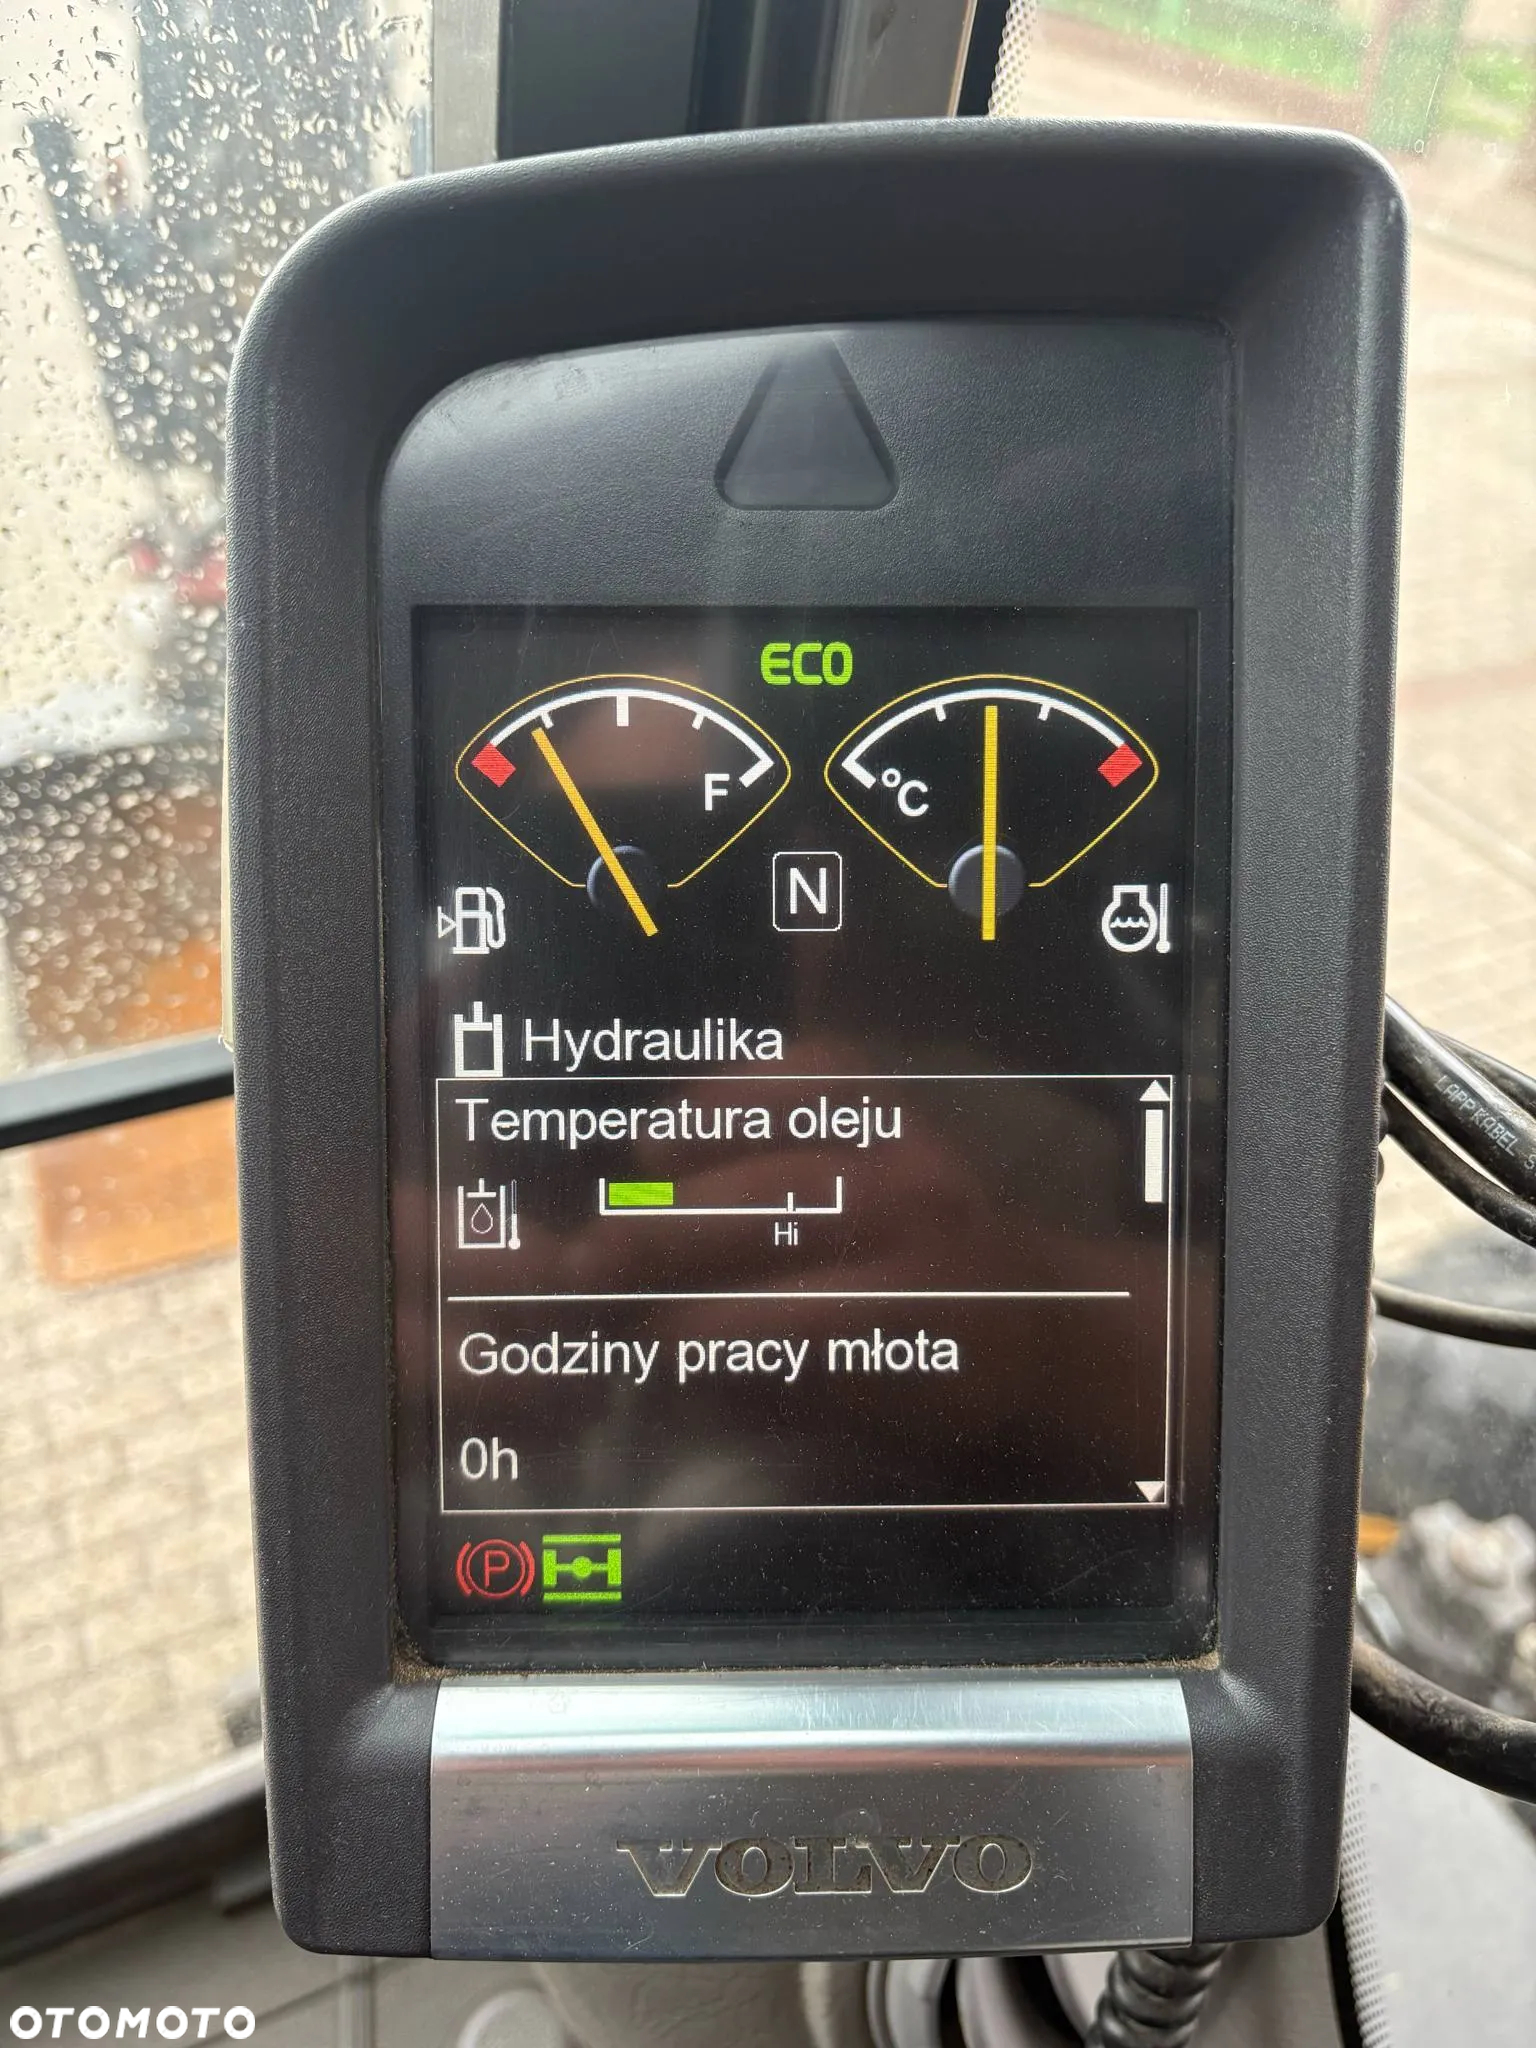 ECO
F
°C
N
Hydraulika
Temperatura oleju
Hi
Godziny pracy młota
0h
P
VOLVO
LAPP KABEL S
OTOMOTO